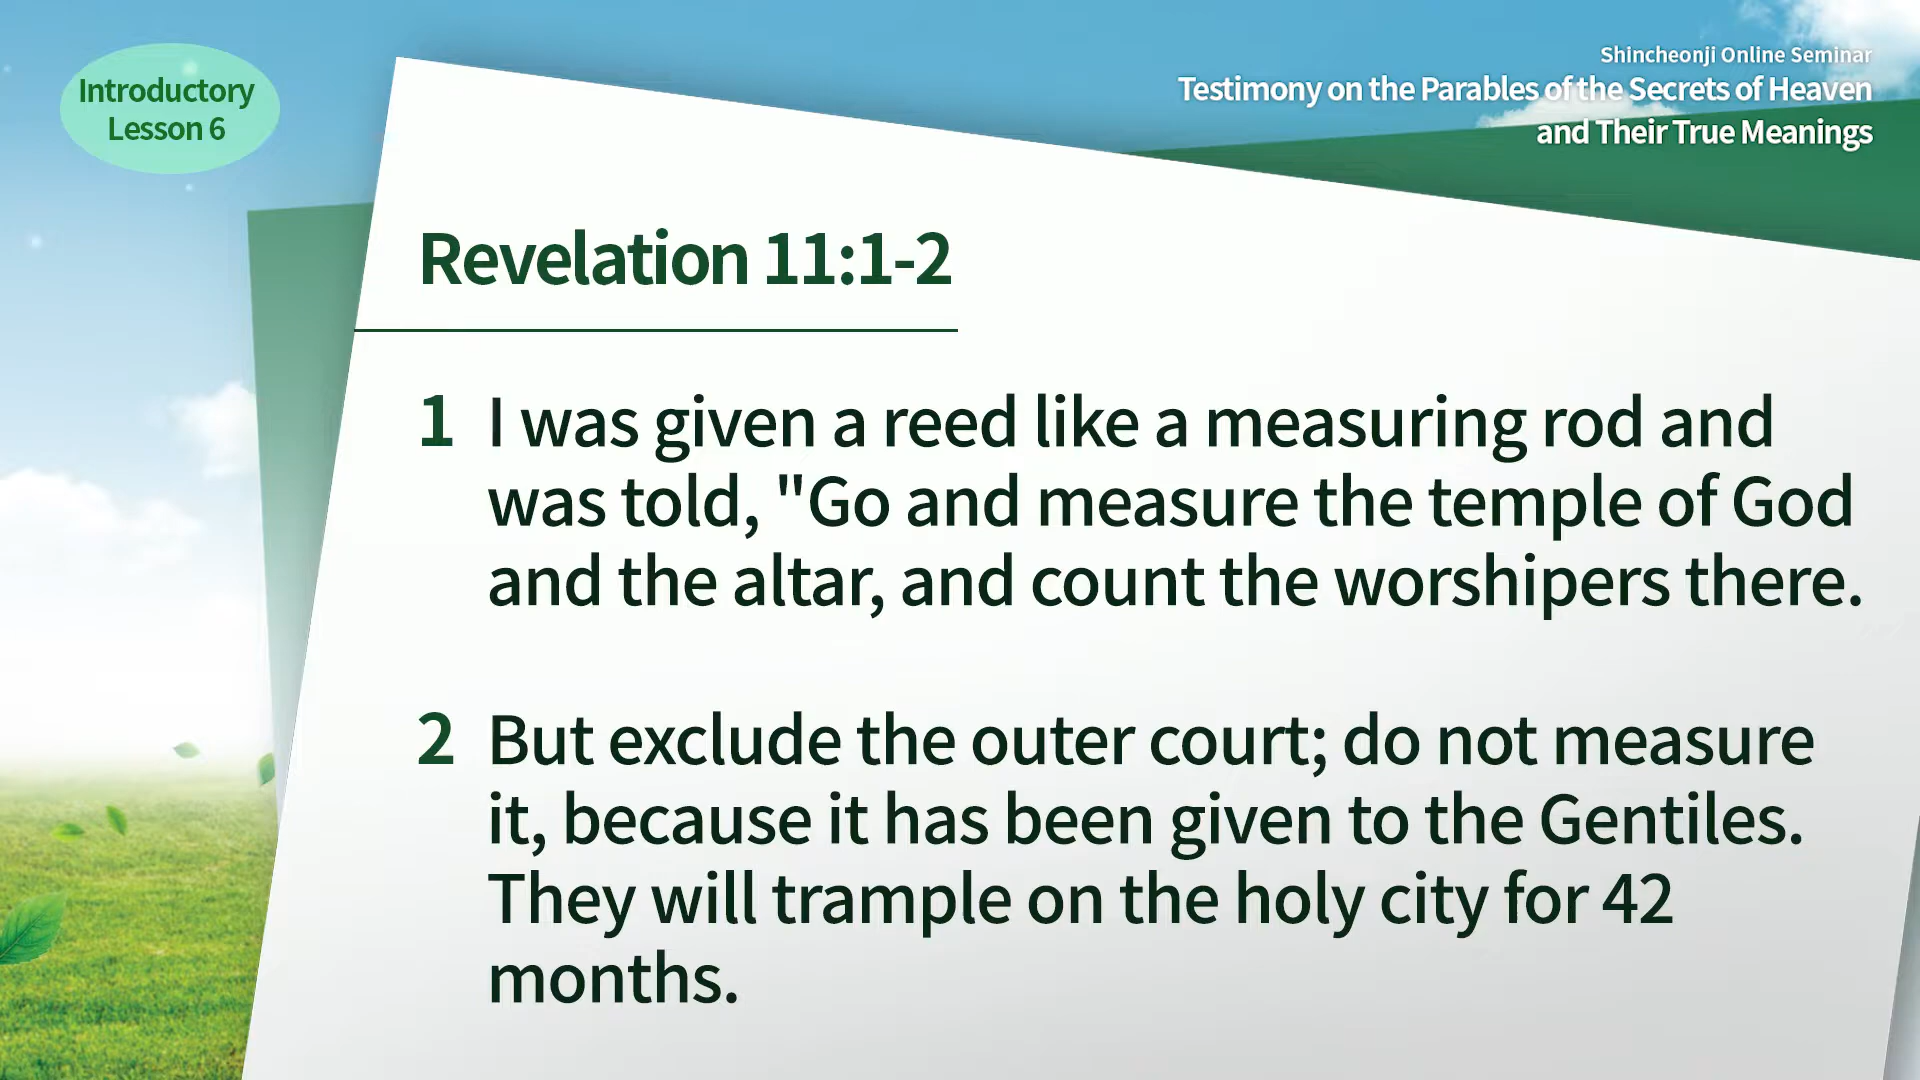 Introductory
Lesson 6
Shincheonji Online Seminar
Testimony on the Parables of the Secrets of Heaven
and Their True Meanings
Revelation 11:1-2
1 I was given a reed like a measuring rod and
was told, "Go and measure the temple of God
and the altar, and count the worshipers there.
2 But exclude the outer court; do not measure
it, because it has been given to the Gentiles.
They will trample on the holy city for 42
months.